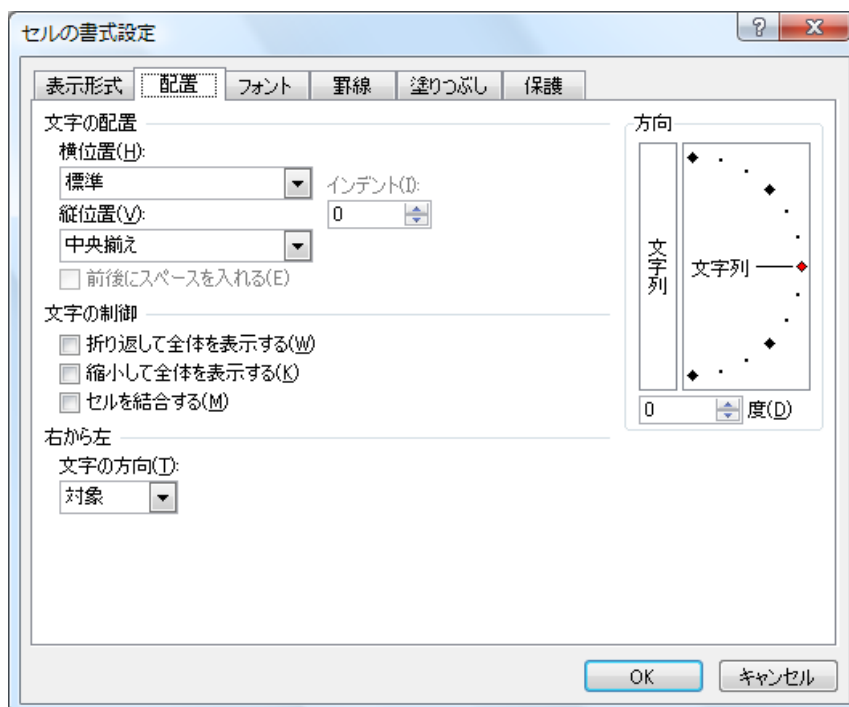 セルの書式設定
?
X
表示形式 配置 フォント 罫線 塗りつぶし 保護
文字の配置
横位置(H):
標準
インデント(I):
0
縦位置(V):
中央揃え
前後にスペースを入れる(E)
文字の制御
折り返して全体を表示する(W)
縮小して全体を表示する(K)
セルを結合する(M)
右から左
文字の方向(T):
対象
方向
文字列
文字列
0 度(D)
OK キャンセル